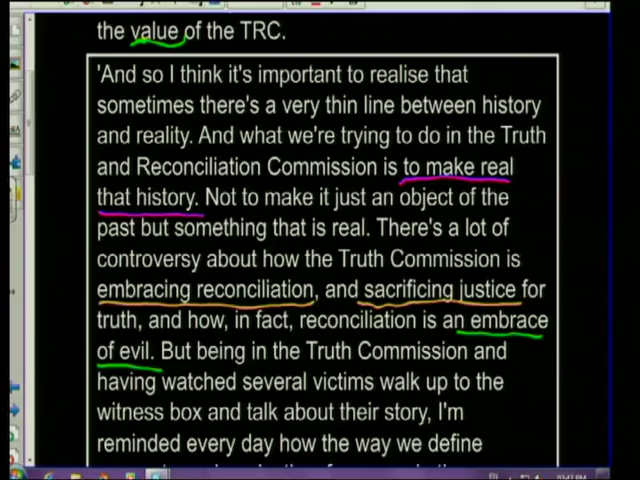 the value of the TRC.
'And so I think it's important to realise that
sometimes there's a very thin line between history
and reality. And what we're trying to do in the Truth
and Reconciliation Commission is to make real
that history. Not to make it just an object of the
past but something that is real. There's a lot of
controversy about how the Truth Commission is
embracing reconciliation, and sacrificing justice for
truth, and how, in fact, reconciliation is an embrace
of evil. But being in the Truth Commission and
having watched several victims walk up to the
witness box and talk about their story, I'm
reminded every day how the way we define